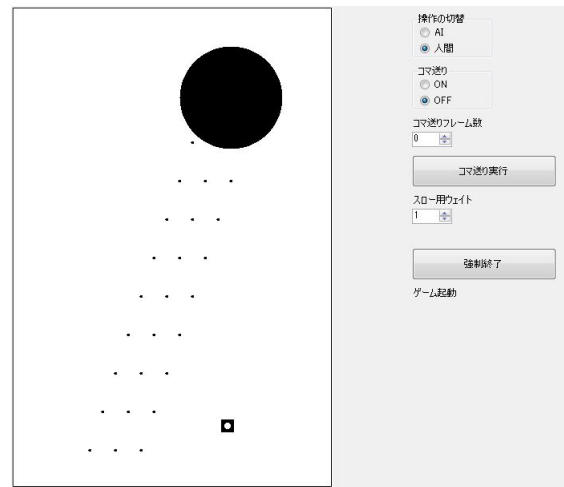 操作の切替
AI
人間
コマ送り
ON
OFF
コマ送りフレーム数
0
コマ送り実行
スロー用ウェイト
1
強制終了
ゲーム起動